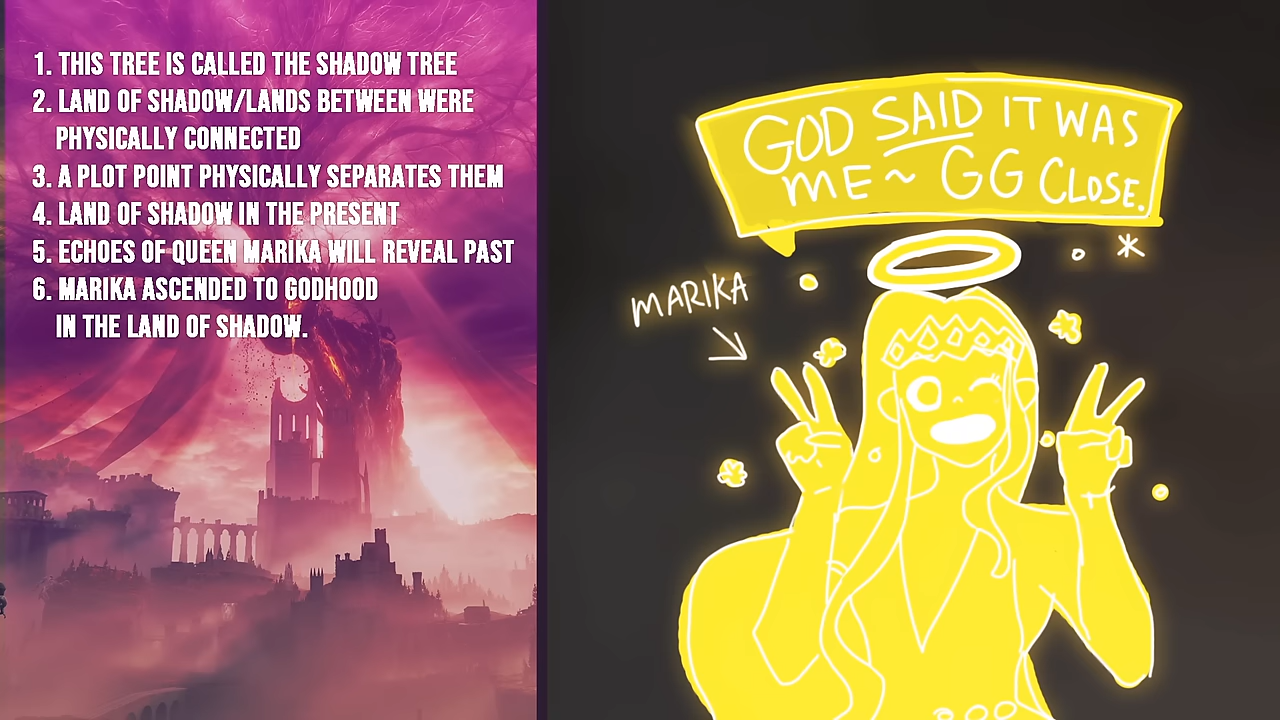 1. THIS TREE IS CALLED THE SHADOW TREE
2. LAND OF SHADOW/LANDS BETWEEN WERE
PHYSICALLY CONNECTED
3. A PLOT POINT PHYSICALLY SEPARATES THEM
4. LAND OF SHADOW IN THE PRESENT
5. ECHOES OF QUEEN MARIKA WILL REVEAL PAST
6. MARIKA ASCENDED TO GODHOOD
IN THE LAND OF SHADOW.
GOD SAID IT WAS
ME~ GG CLOSE.
MARIKA